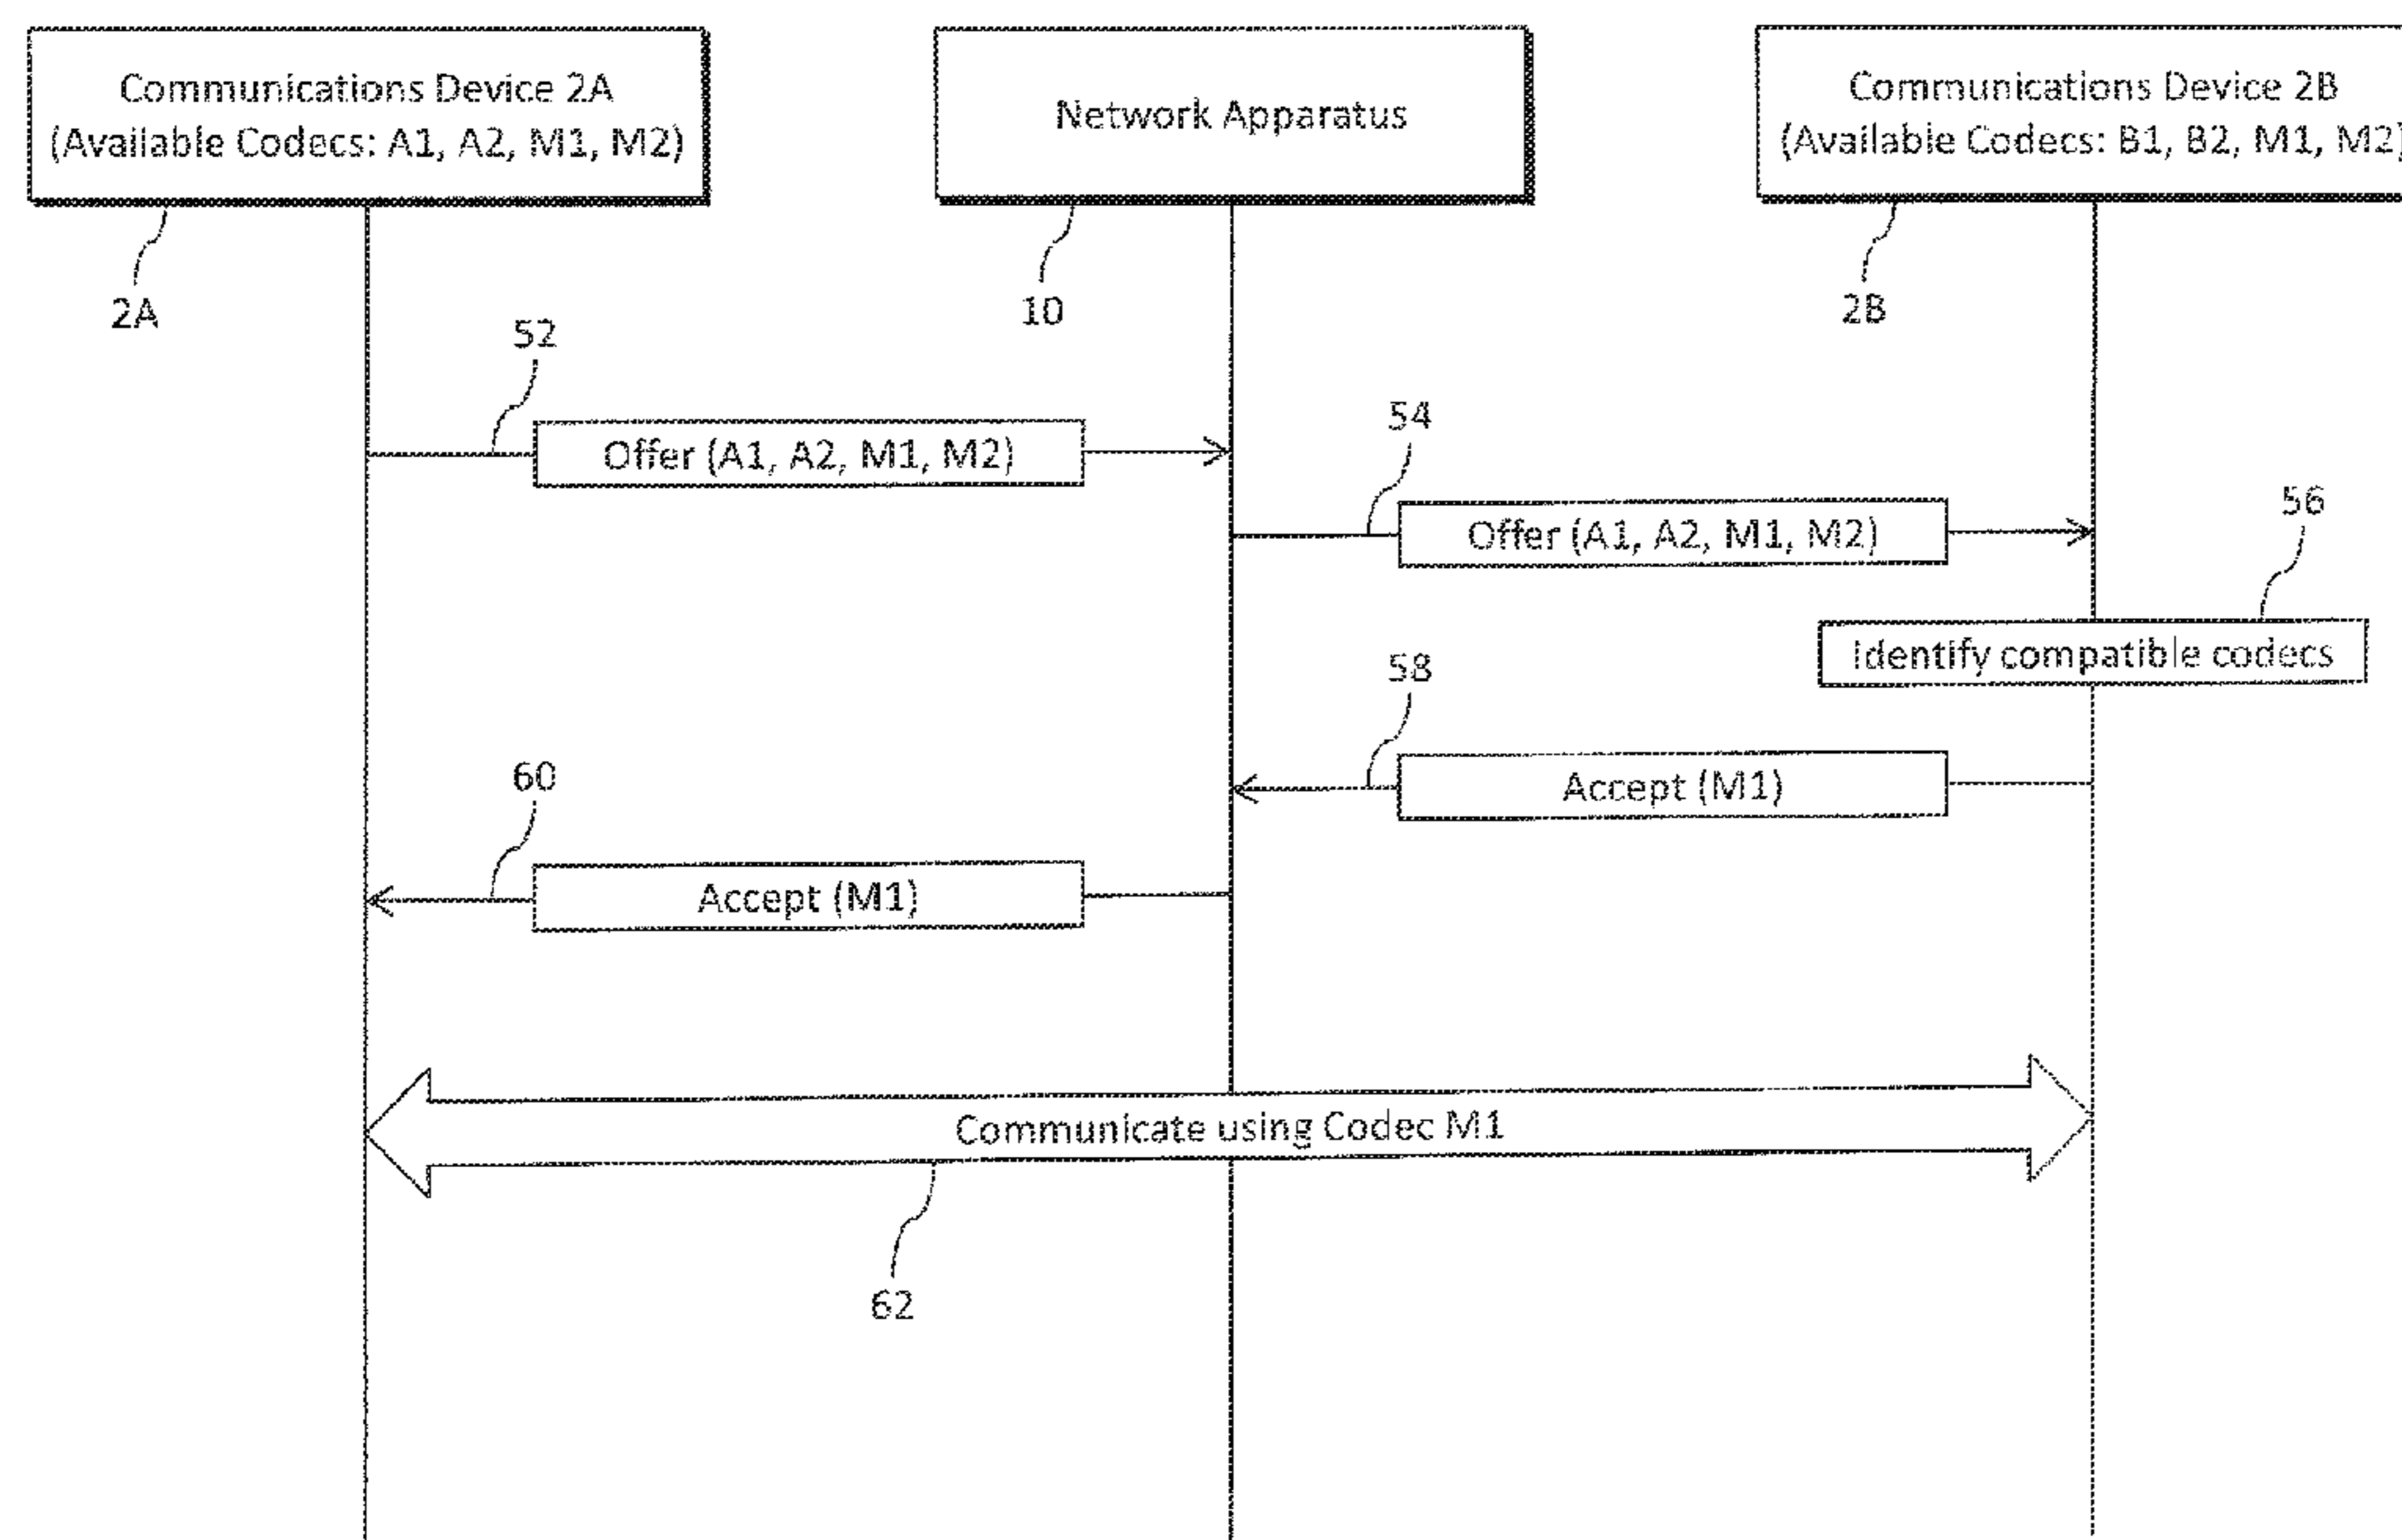 Communications Device 2A
(Available Codecs: A1, A2, M1, M2)
Network Apparatus
Communications Device 2B
(Available Codecs: B1, B2, M1, M2)
2A
10
2B
52
Offer (A1, A2, M1, M2)
54
Offer (A1, A2, M1, M2)
56
Identify compatible codecs
58
Accept (M1)
60
Accept (M1)
Communicate using Codec M1
62